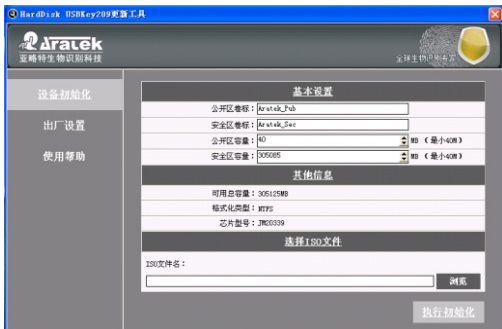 HardDisk USBKey209更新工具
Aratek
亚略特生物识别科技
全球生物识别专家
设备初始化
出厂设置
使用帮助
基本设置
公开区卷标：Aratek_Pub
安全区卷标：Aratek_Sec
公开区容量：40 MB （最小40M）
安全区容量：305085 MB （最小40M）
其他信息
可用总容量：305125MB
格式化类型：NTFS
芯片型号：JM20339
选择ISO文件
ISO文件名：
浏览
执行初始化